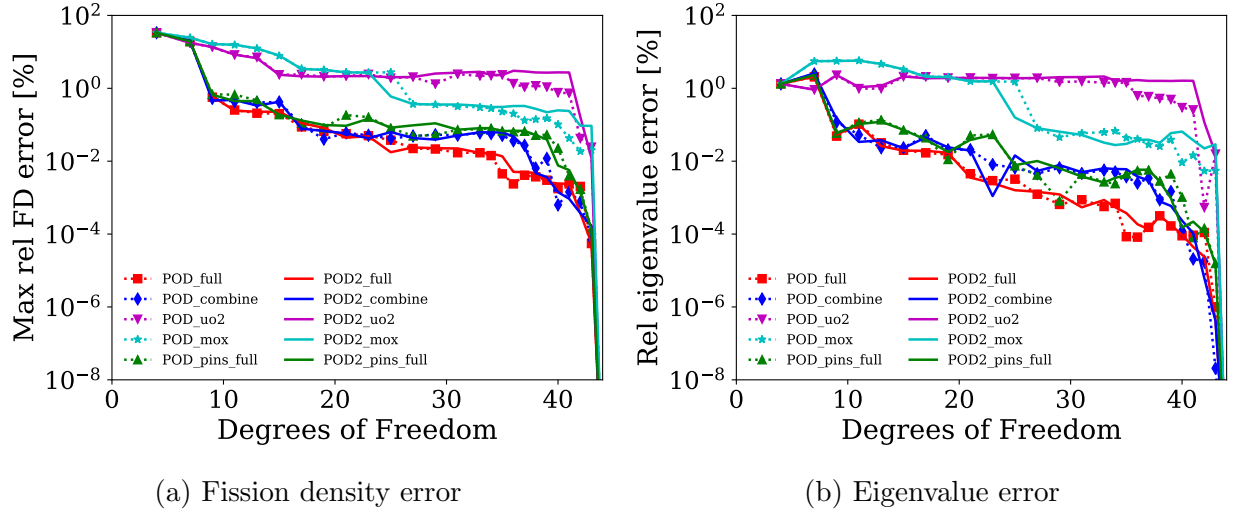 Max rel FD error [%]
10^2
10^0
10^-2
10^-4
10^-6
10^-8
POD_full
POD_combine
POD_uo2
POD_mox
POD_pins_full
POD2_full
POD2_combine
POD2_uo2
POD2_mox
POD2_pins_full
0 10 20 30 40
Degrees of Freedom
(a) Fission density error
Rel eigenvalue error [%]
10^2
10^0
10^-2
10^-4
10^-6
10^-8
POD_full
POD_combine
POD_uo2
POD_mox
POD_pins_full
POD2_full
POD2_combine
POD2_uo2
POD2_mox
POD2_pins_full
0 10 20 30 40
Degrees of Freedom
(b) Eigenvalue error